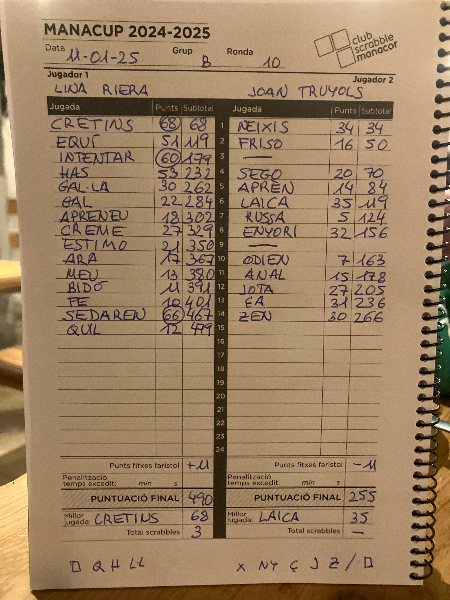 MANACUP 2024-2025
club scrabble manacor
Data 11-01-25 Grup B Ronda 10
Jugador 1 Jugador 2
LINA RIERA JOAN TRUYOLS
Jugada Punts Subtotal Jugada Punts Subtotal
CRETINS 68 68 1 NEIXIS 34 34
EQUI 51 119 2 FRISO 16 50
INTENTAR 60 179 3 —
HAS 53 232 4 SEGO 20 70
GAL·LA 30 262 5 APREN 14 84
GAL 22 284 6 LAICA 35 119
APRENEU 18 302 7 RUSSA 5 124
CREME 27 329 8 ENYORI 32 156
ESTIMO 21 350 9 —
ARA 17 367 10 ODIEN 7 163
MEU 13 380 11 ANAL 15 178
BIDO 11 391 12 JOTA 27 205
FE 10 401 13 31 236
SEDAREN 66 467 14 ZEN 30 266
QUIL 12 479 15
16
17
18
19
20
21
22
23
24
Punts fitxes faristol +11 Punts fitxes faristol -11
Penalització temps excedit: min s Penalització temps excedit: min s
PUNTUACIÓ FINAL 490 PUNTUACIÓ FINAL 255
Millor jugada: CRETINS 68 Millor jugada: LAICA 35
Total scrabbles 3 Total scrabbles —
Q H L·L X NY Ç J Z /